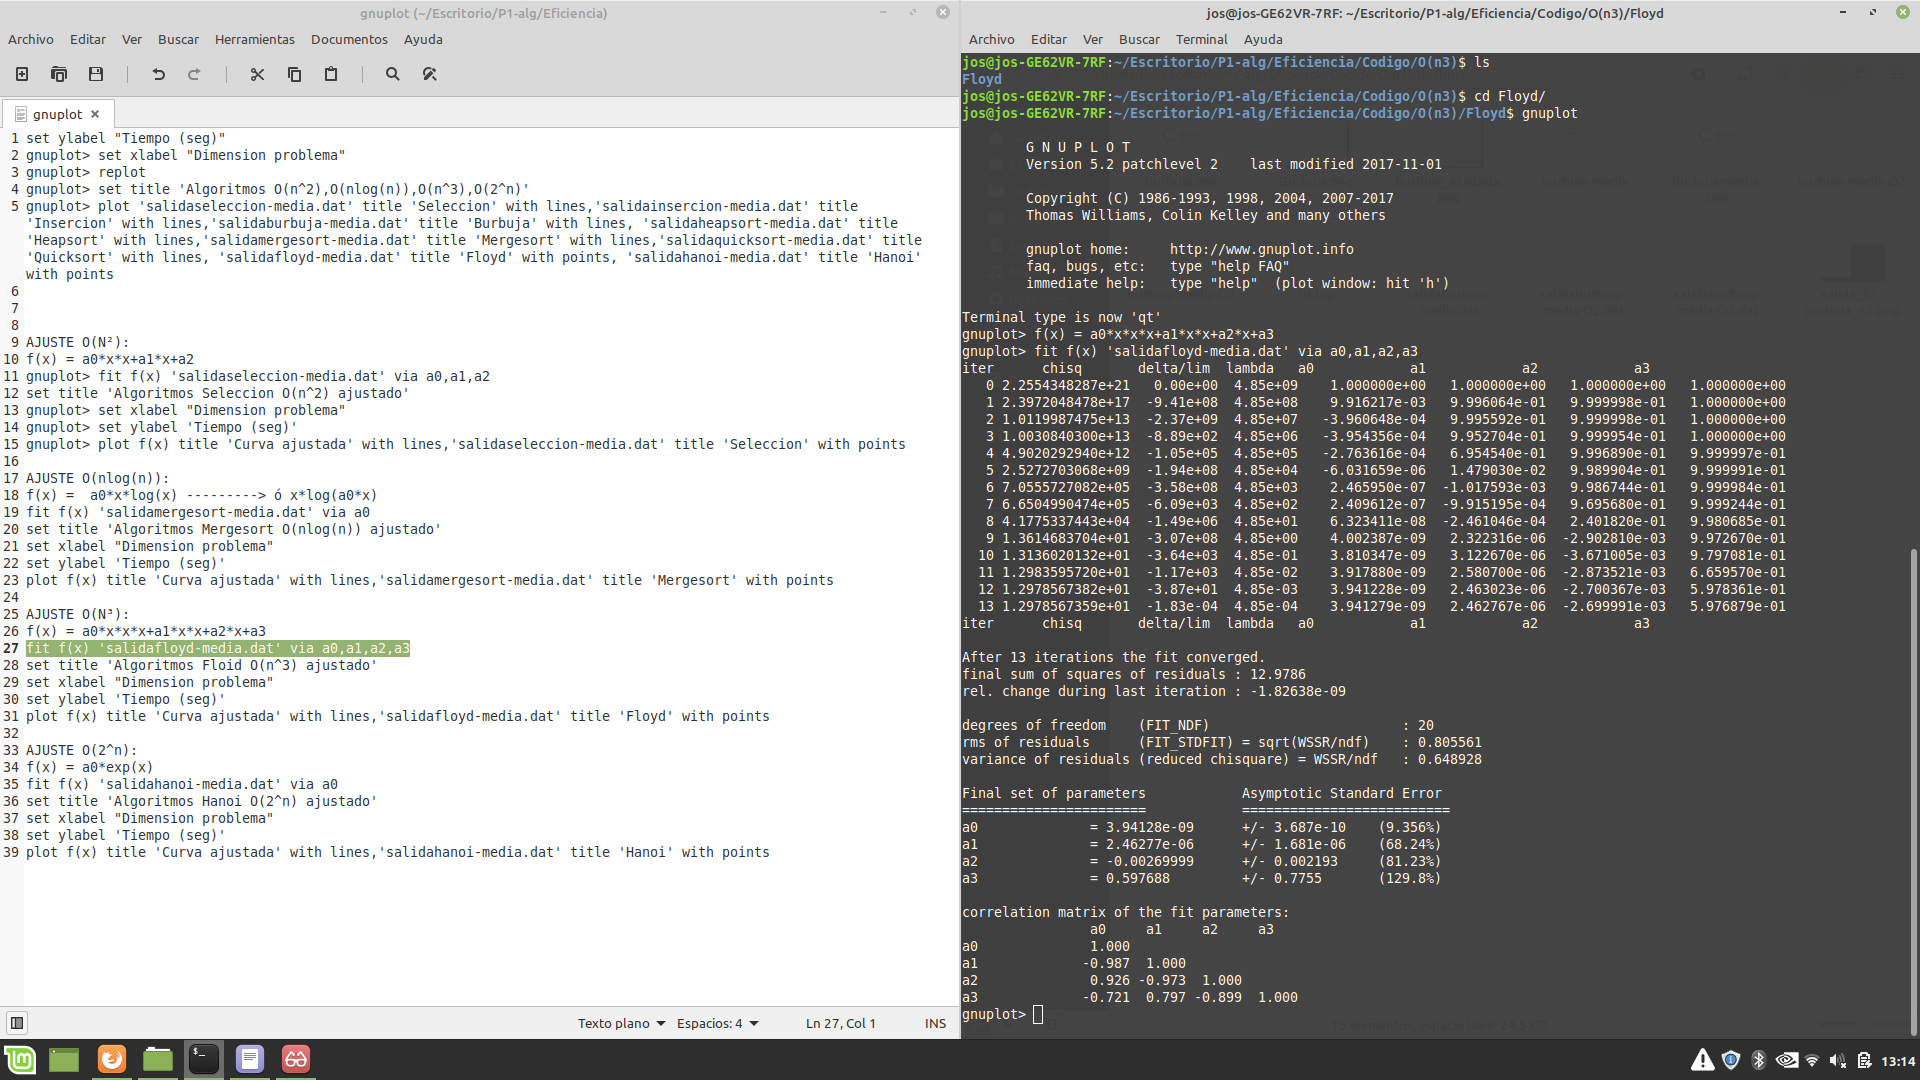 gnuplot (~/Escritorio/P1-alg/Eficiencia)
Archivo Editar Ver Buscar Herramientas Documentos Ayuda
gnuplot
1 set ylabel "Tiempo (seg)"
2 gnuplot> set xlabel "Dimension problema"
3 gnuplot> replot
4 gnuplot> set title 'Algoritmos O(n^2),O(nlog(n)),O(n^3),O(2^n)'
5 gnuplot> plot 'salidaseleccion-media.dat' title 'Seleccion' with lines,'salidainsercion-media.dat' title
'Insercion' with lines,'salidaburbuja-media.dat' title 'Burbuja' with lines, 'salidaheapsort-media.dat' title
'Heapsort' with lines,'salidamergesort-media.dat' title 'Mergesort' with lines,'salidaquicksort-media.dat' title
'Quicksort' with lines, 'salidafloyd-media.dat' title 'Floyd' with points, 'salidahanoi-media.dat' title 'Hanoi'
with points
6
7
8
9 AJUSTE O(N²):
10 f(x) = a0*x*x+a1*x+a2
11 gnuplot> fit f(x) 'salidaseleccion-media.dat' via a0,a1,a2
12 set title 'Algoritmos Seleccion O(n^2) ajustado'
13 gnuplot> set xlabel "Dimension problema"
14 gnuplot> set ylabel 'Tiempo (seg)'
15 gnuplot> plot f(x) title 'Curva ajustada' with lines,'salidaseleccion-media.dat' title 'Seleccion' with points
16
17 AJUSTE O(nlog(n)):
18 f(x) =  a0*x*log(x) ---------> ó x*log(a0*x)
19 fit f(x) 'salidamergesort-media.dat' via a0
20 set title 'Algoritmos Mergesort O(nlog(n)) ajustado'
21 set xlabel "Dimension problema"
22 set ylabel 'Tiempo (seg)'
23 plot f(x) title 'Curva ajustada' with lines,'salidamergesort-media.dat' title 'Mergesort' with points
24
25 AJUSTE O(N³):
26 f(x) = a0*x*x*x+a1*x*x+a2*x+a3
27 fit f(x) 'salidafloyd-media.dat' via a0,a1,a2,a3
28 set title 'Algoritmos Floid O(n^3) ajustado'
29 set xlabel "Dimension problema"
30 set ylabel 'Tiempo (seg)'
31 plot f(x) title 'Curva ajustada' with lines,'salidafloyd-media.dat' title 'Floyd' with points
32
33 AJUSTE O(2^n):
34 f(x) = a0*exp(x)
35 fit f(x) 'salidahanoi-media.dat' via a0
36 set title 'Algoritmos Hanoi O(2^n) ajustado'
37 set xlabel "Dimension problema"
38 set ylabel 'Tiempo (seg)'
39 plot f(x) title 'Curva ajustada' with lines,'salidahanoi-media.dat' title 'Hanoi' with points
Texto plano Espacios: 4 Ln 27, Col 1 INS
jos@jos-GE62VR-7RF: ~/Escritorio/P1-alg/Eficiencia/Codigo/O(n3)/Floyd
Archivo Editar Ver Buscar Terminal Ayuda
jos@jos-GE62VR-7RF:~/Escritorio/P1-alg/Eficiencia/Codigo/O(n3)$ ls
Floyd
jos@jos-GE62VR-7RF:~/Escritorio/P1-alg/Eficiencia/Codigo/O(n3)$ cd Floyd/
jos@jos-GE62VR-7RF:~/Escritorio/P1-alg/Eficiencia/Codigo/O(n3)/Floyd$ gnuplot
G N U P L O T
Version 5.2 patchlevel 2    last modified 2017-11-01
Copyright (C) 1986-1993, 1998, 2004, 2007-2017
Thomas Williams, Colin Kelley and many others
gnuplot home:     http://www.gnuplot.info
faq, bugs, etc:   type "help FAQ"
immediate help:   type "help"  (plot window: hit 'h')
Terminal type is now 'qt'
gnuplot> f(x) = a0*x*x*x+a1*x*x+a2*x+a3
gnuplot> fit f(x) 'salidafloyd-media.dat' via a0,a1,a2,a3
iter chisq delta/lim lambda a0 a1 a2 a3
0 2.2554348287e+21 0.00e+00 4.85e+09 1.000000e+00 1.000000e+00 1.000000e+00 1.000000e+00
1 2.3972048478e+17 -9.41e+08 4.85e+08 9.916217e-03 9.996064e-01 9.999998e-01 1.000000e+00
2 1.0119987475e+13 -2.37e+09 4.85e+07 -3.960648e-04 9.995592e-01 9.999998e-01 1.000000e+00
3 1.0030840300e+13 -8.89e+02 4.85e+06 -3.954356e-04 9.952704e-01 9.999954e-01 1.000000e+00
4 4.9020292940e+12 -1.05e+05 4.85e+05 -2.763616e-04 6.954540e-01 9.996890e-01 9.999997e-01
5 2.5272703068e+09 -1.94e+08 4.85e+04 -6.031659e-06 1.479030e-02 9.989904e-01 9.999991e-01
6 7.0555727082e+05 -3.58e+08 4.85e+03 2.465950e-07 -1.017593e-03 9.986744e-01 9.999984e-01
7 6.6504990474e+05 -6.09e+03 4.85e+02 2.409612e-07 -9.915195e-04 9.695680e-01 9.999244e-01
8 4.1775337443e+04 -1.49e+06 4.85e+01 6.323411e-08 -2.461046e-04 2.401820e-01 9.980685e-01
9 1.3614683704e+01 -3.07e+08 4.85e+00 4.002387e-09 2.322316e-06 -2.902810e-03 9.972670e-01
10 1.3136020132e+01 -3.64e+03 4.85e-01 3.810347e-09 3.122670e-06 -3.671005e-03 9.797081e-01
11 1.2983595720e+01 -1.17e+03 4.85e-02 3.917880e-09 2.580700e-06 -2.873521e-03 6.659570e-01
12 1.2978567382e+01 -3.87e+01 4.85e-03 3.941228e-09 2.463023e-06 -2.700367e-03 5.978361e-01
13 1.2978567359e+01 -1.83e-04 4.85e-04 3.941279e-09 2.462767e-06 -2.699991e-03 5.976879e-01
iter chisq delta/lim lambda a0 a1 a2 a3
After 13 iterations the fit converged.
final sum of squares of residuals : 12.9786
rel. change during last iteration : -1.82638e-09
degrees of freedom    (FIT_NDF)                        : 20
rms of residuals      (FIT_STDFIT) = sqrt(WSSR/ndf)    : 0.805561
variance of residuals (reduced chisquare) = WSSR/ndf   : 0.648928
Final set of parameters            Asymptotic Standard Error
=======================            ==========================
a0 = 3.94128e-09 +/- 3.687e-10 (9.356%)
a1 = 2.46277e-06 +/- 1.681e-06 (68.24%)
a2 = -0.00269999 +/- 0.002193 (81.23%)
a3 = 0.597688 +/- 0.7755 (129.8%)
correlation matrix of the fit parameters:
a0 a1 a2 a3
a0 1.000
a1 -0.987 1.000
a2 0.926 -0.973 1.000
a3 -0.721 0.797 -0.899 1.000
gnuplot>
13:14